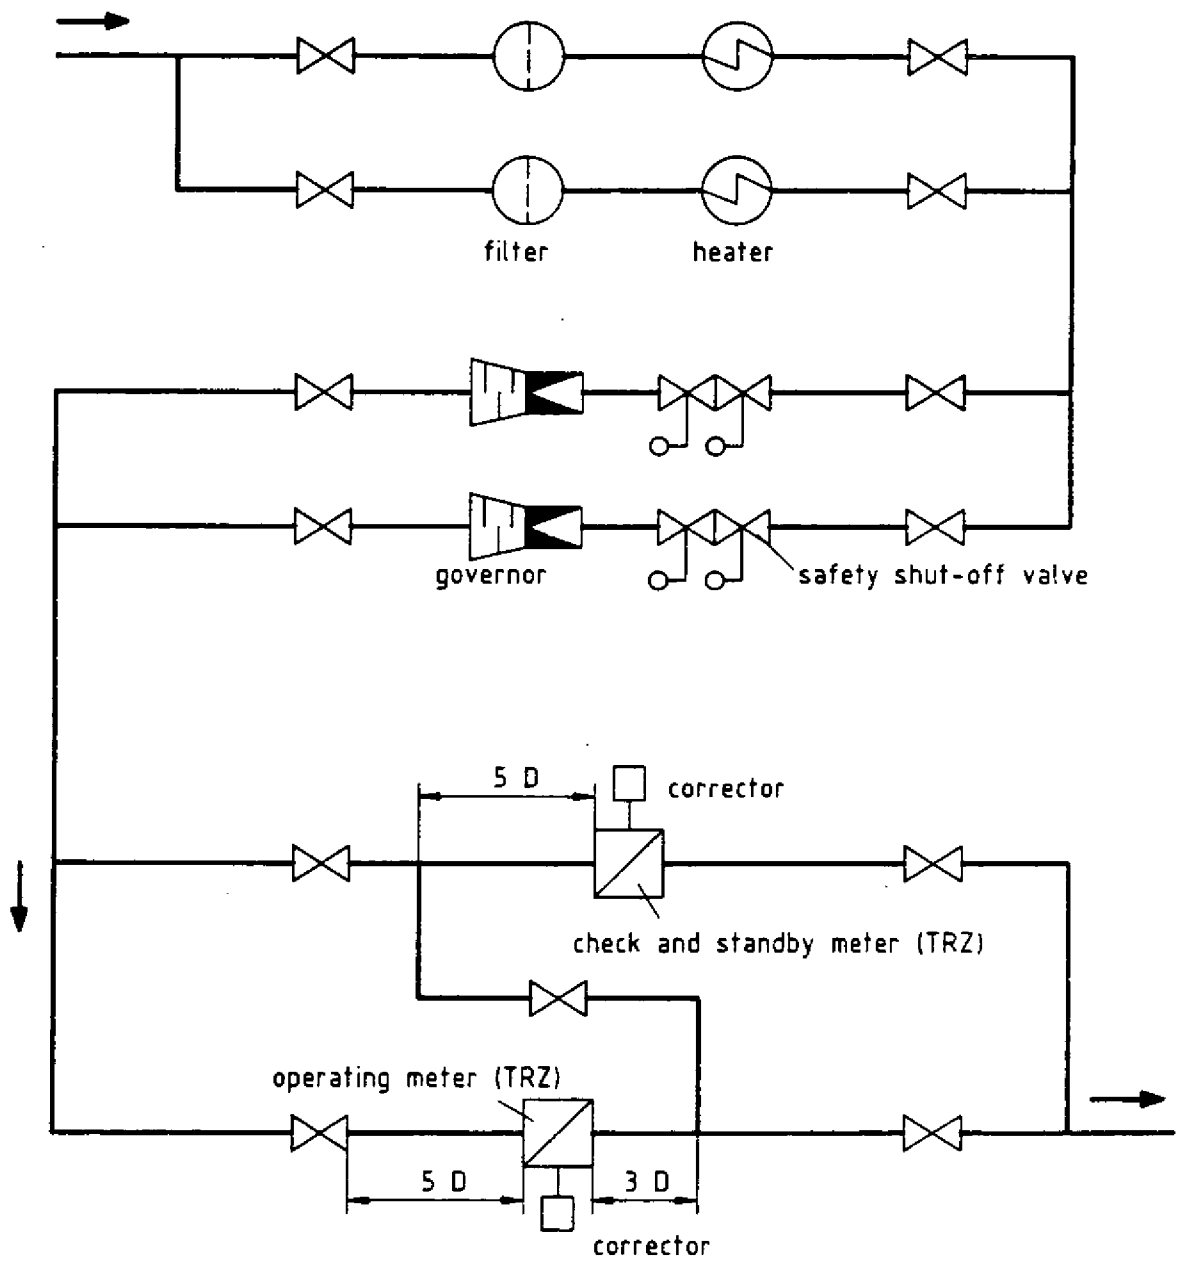 filter
heater
governor
safety shut-off valve
5 D
corrector
check and standby meter (TRZ)
operating meter (TRZ)
5 D
3 D
corrector